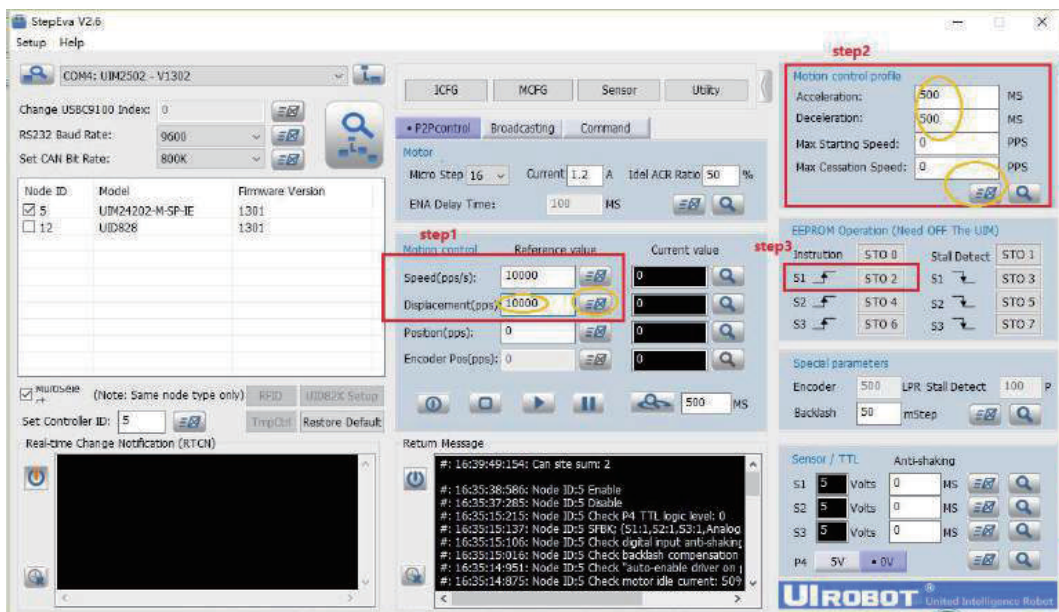 StepEva V2.6
Setup Help
COM4: UIM2502 - V1302
Change USBC9100 Index: 0
RS232 Baud Rate: 9600
Set CAN Bit Rate: 800K
Node ID Model Firmware Version
5 UIM24202-M-SP-IE 1301
12 UID828 1301
(Note: Same node type only) RFID UID82X Setup
Set Controller ID: 5 TmpCtrl Restore Default
Real-time Change Notification (RTCN)
ICFG MCFG Sensor Utility
• P2Pcontrol Broadcasting Command
Motor
Micro Step 16 Current 1.2 A Idel ACR Ratio 50 %
ENA Delay Time: 100 MS
step1
Motion control Reference value Current value
Speed(pps/s): 10000 0
Displacement(pps) 10000 0
Position(pps): 0 0
Encoder Pos(pps): 0 0
500 MS
Return Message
#: 16:39:49:154: Can site sum: 2
#: 16:35:38:586: Node ID:5 Enable
#: 16:35:37:285: Node ID:5 Disable
#: 16:35:15:215: Node ID:5 Check P4 TTL logic level: 0
#: 16:35:15:137: Node ID:5 SFBK: {S1:1,S2:1,S3:1,Analog
#: 16:35:15:106: Node ID:5 Check digital input anti-shaking
#: 16:35:15:016: Node ID:5 Check backlash compensation
#: 16:35:14:951: Node ID:5 Check "auto-enable driver on
#: 16:35:14:875: Node ID:5 Check motor idle current: 509
step2
Motion control profile
Acceleration: 500 MS
Deceleration: 500 MS
Max Starting Speed: 0 PPS
Max Cessation Speed: 0 PPS
EEPROM Operation (Need OFF The UIM)
step3
Instrution STO 0 Stall Detect STO 1
S1 STO 2 S1 STO 3
S2 STO 4 S2 STO 5
S3 STO 6 S3 STO 7
Special parameters
Encoder 500 LPR Stall Detect 100 P
Backlash 50 mStep
Sensor / TTL Anti-shaking
S1 5 Volts 0 MS
S2 5 Volts 0 MS
S3 5 Volts 0 MS
P4 5V • 0V
UIROBOT® United Intelligence Robot